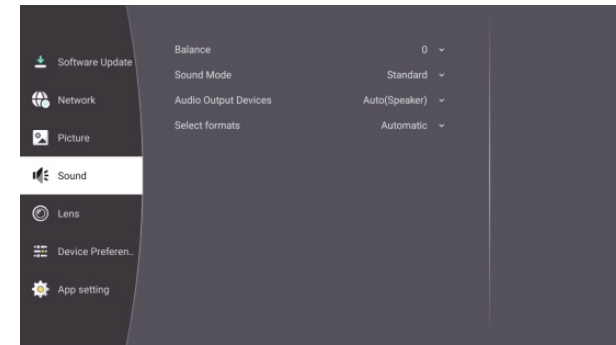 Software Update
Network
Picture
Sound
Lens
Device Preferen..
App setting
Balance 0
Sound Mode Standard
Audio Output Devices Auto(Speaker)
Select formats Automatic